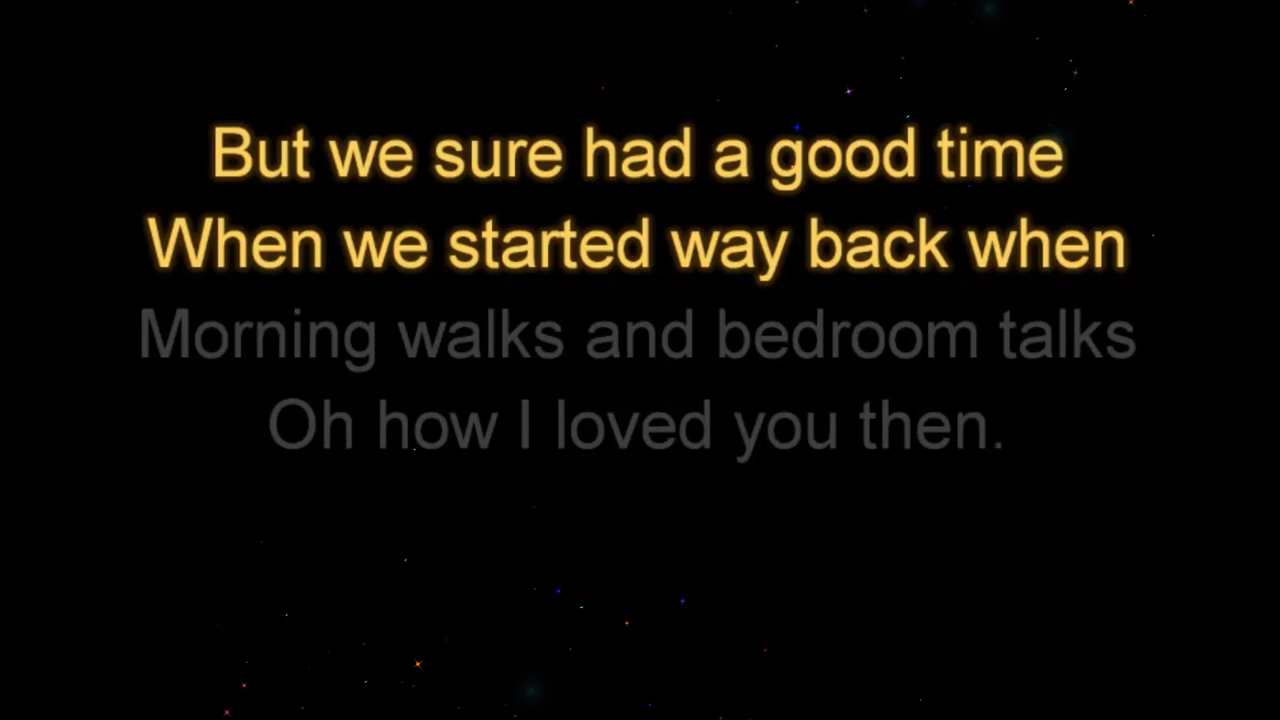 But we sure had a good time
When we started way back when
Morning walks and bedroom talks
Oh how I loved you then.